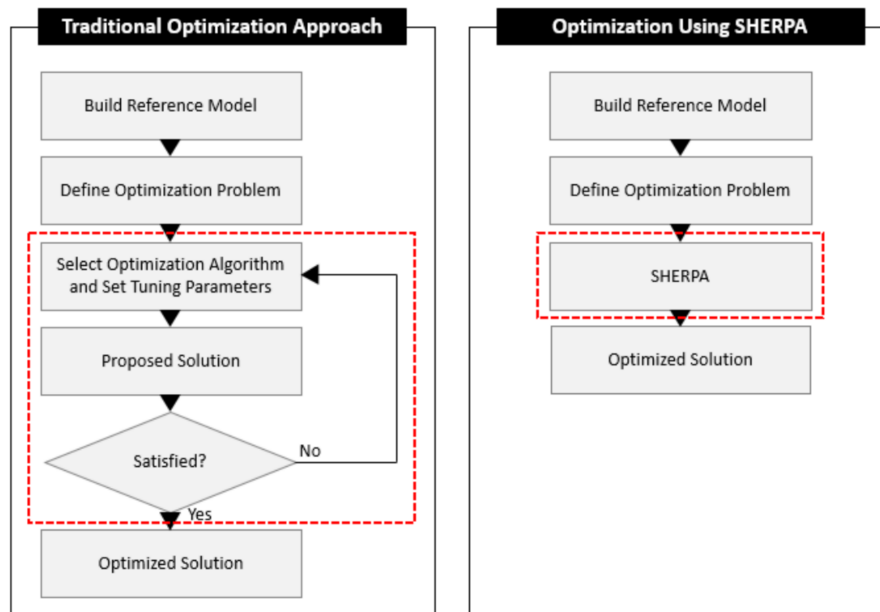 Traditional Optimization Approach
Build Reference Model
Define Optimization Problem
Select Optimization Algorithm
and Set Tuning Parameters
Proposed Solution
Satisfied?
No
Yes
Optimized Solution
Optimization Using SHERPA
Build Reference Model
Define Optimization Problem
SHERPA
Optimized Solution